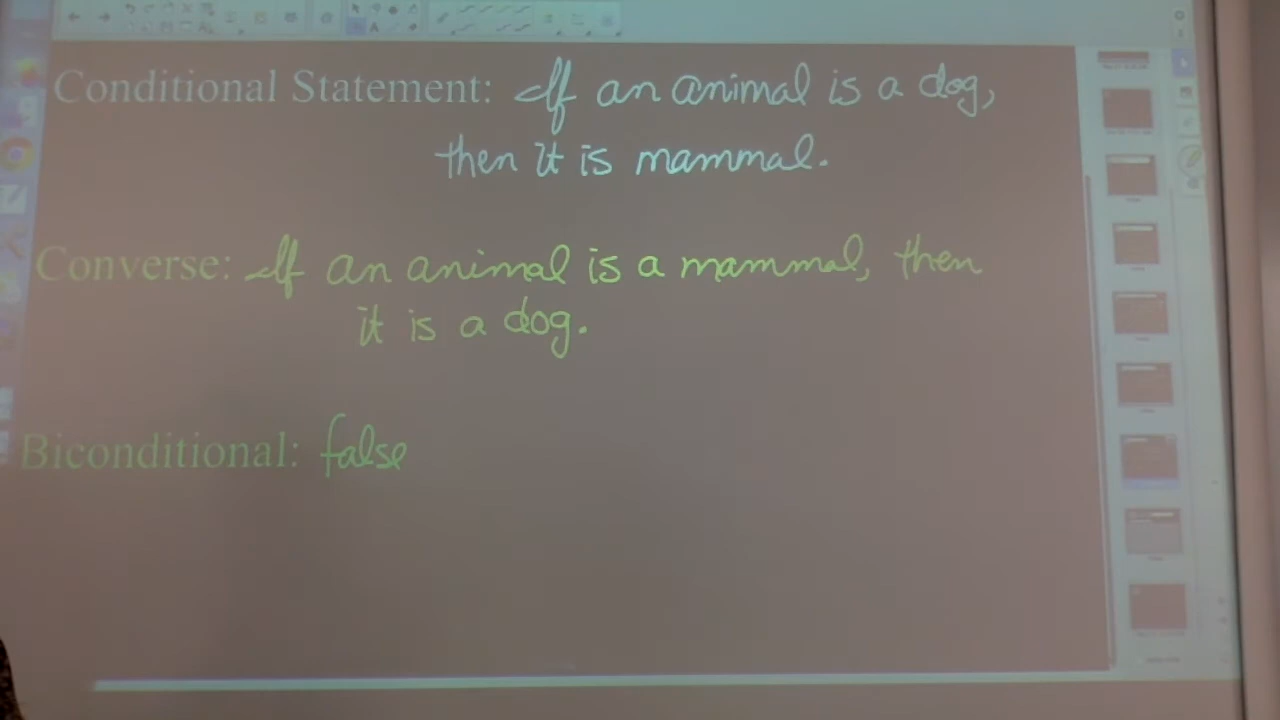 Conditional Statement: If an animal is a dog,
then it is mammal.
Converse: If an animal is a mammal, then
it is a dog.
Biconditional: false